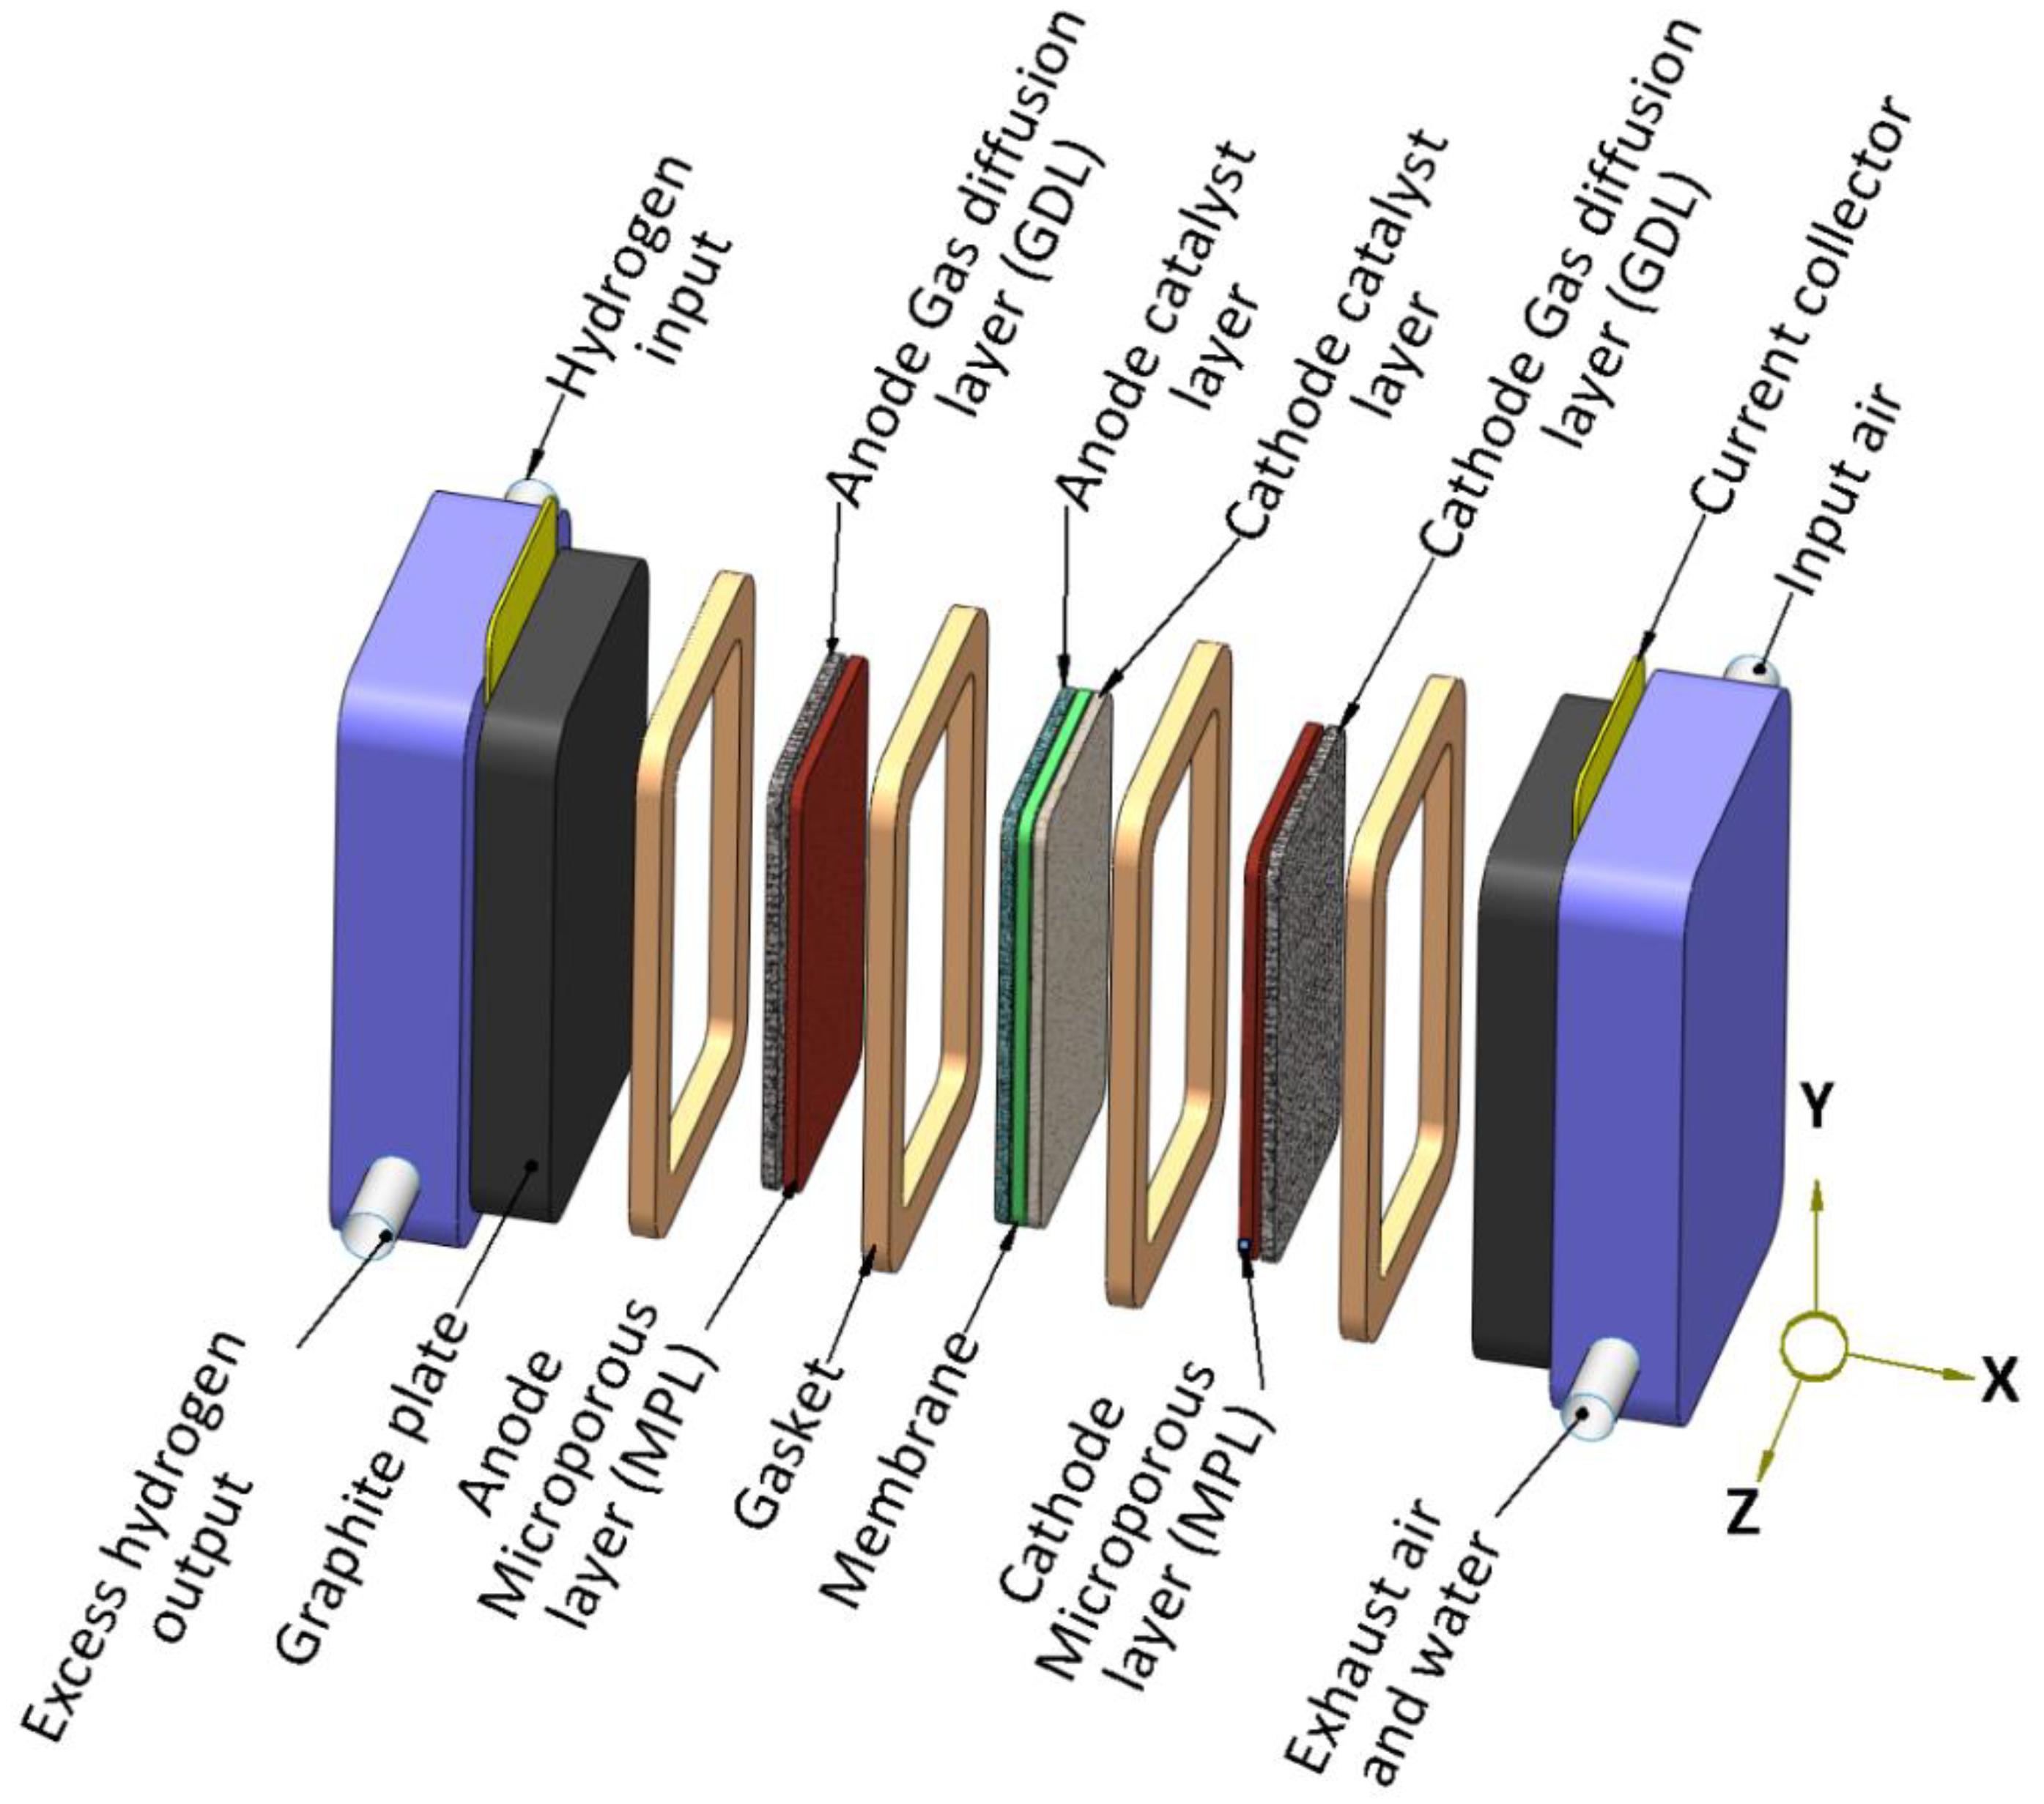 Hydrogen
input
Anode Gas diffusion
layer (GDL)
Anode catalyst
layer
Cathode catalyst
layer
Cathode Gas diffusion
layer (GDL)
Current collector
Input air
Excess hydrogen
output
Graphite plate
Anode
Microporous
layer (MPL)
Gasket
Membrane
Cathode
Microporous
layer (MPL)
Exhaust air
and water
Y
X
Z